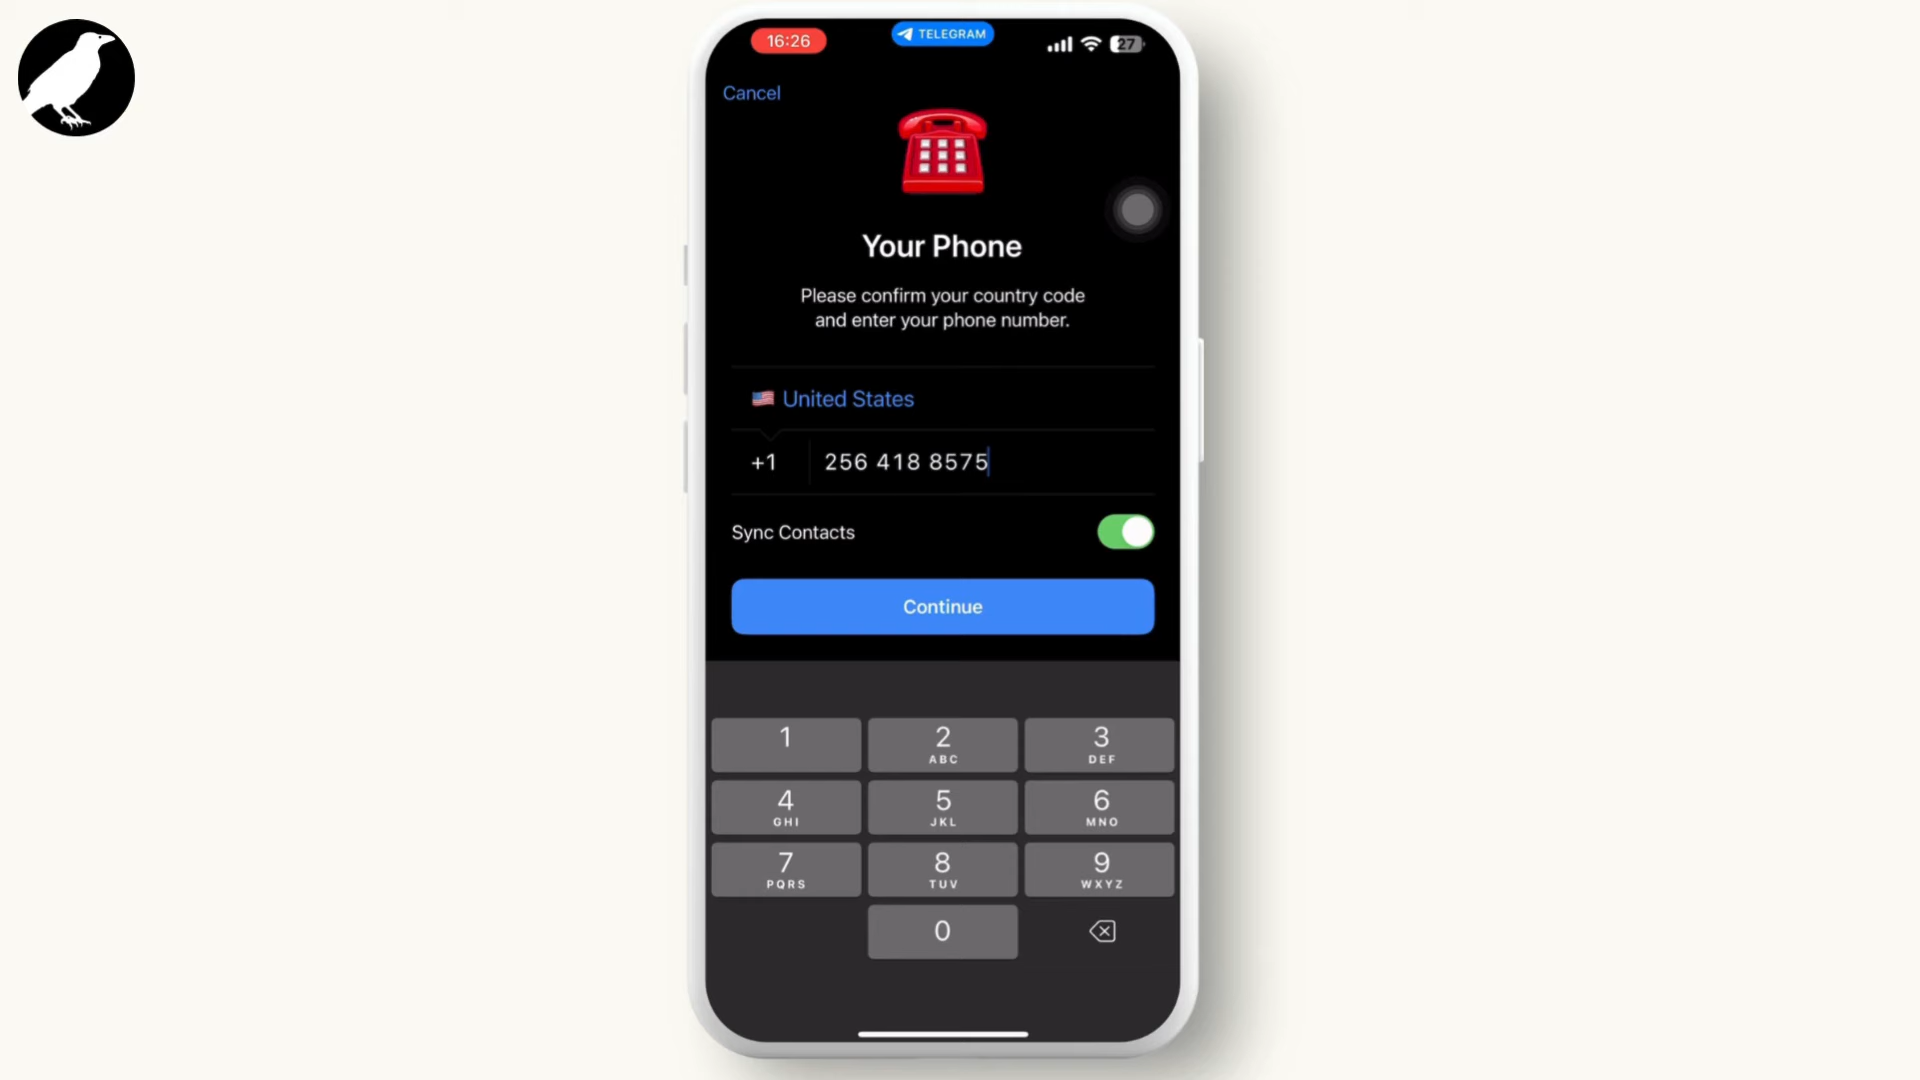 16:26
TELEGRAM
27
Cancel
Your Phone
Please confirm your country code
and enter your phone number.
United States
+1 256 418 8575
Sync Contacts
Continue
1 2 3
ABC DEF
4 5 6
GHI JKL MNO
7 8 9
PQRS TUV WXYZ
0